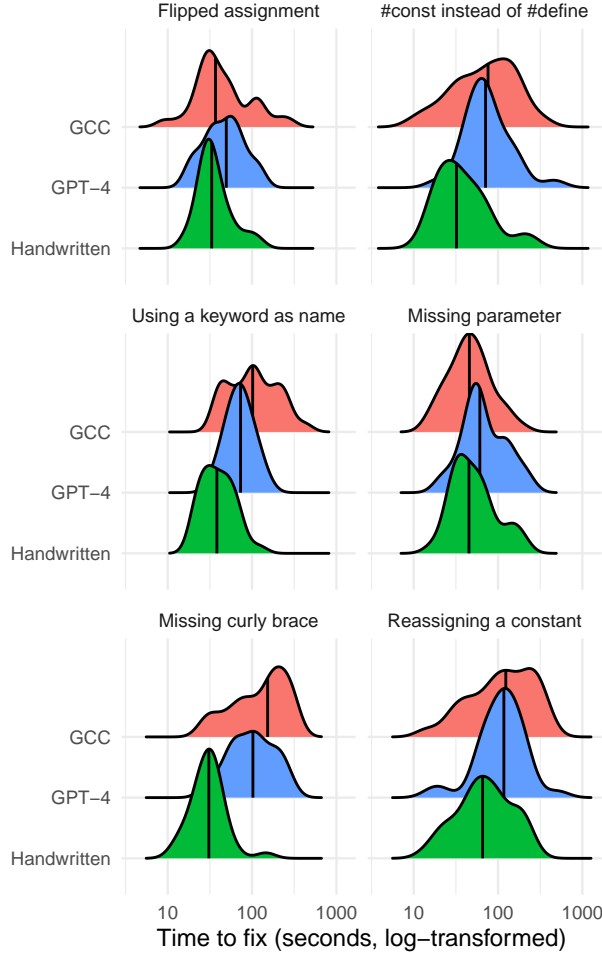 Flipped assignment #const instead of #define
GCC
GPT−4
Handwritten
Using a keyword as name Missing parameter
GCC
GPT−4
Handwritten
Missing curly brace Reassigning a constant
GCC
GPT−4
Handwritten
10 100 1000 10 100 1000
Time to fix (seconds, log−transformed)